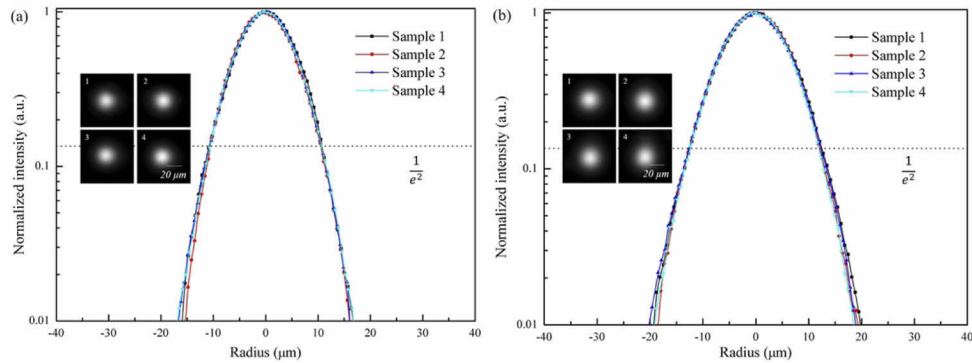 (a)
1
0.1
0.01
Normalized intensity (a.u.)
-40 -30 -20 -10 0 10 20 30 40
Radius (μm)
Sample 1
Sample 2
Sample 3
Sample 4
1
2
3
4
20 μm
1
e²
(b)
1
0.1
0.01
Normalized intensity (a.u.)
-40 -30 -20 -10 0 10 20 30 40
Radius (μm)
Sample 1
Sample 2
Sample 3
Sample 4
1
2
3
4
20 μm
1
e²